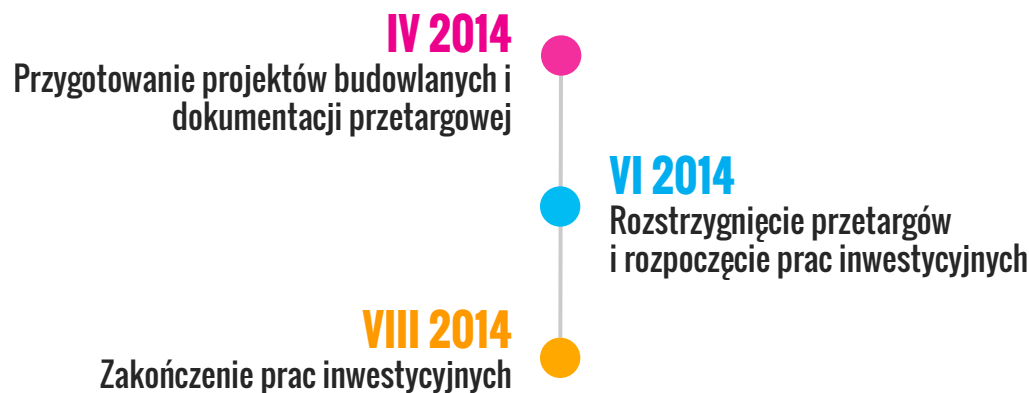 IV 2014
Przygotowanie projektów budowlanych i
dokumentacji przetargowej
VI 2014
Rozstrzygnięcie przetargów
i rozpoczęcie prac inwestycyjnych
VIII 2014
Zakończenie prac inwestycyjnych